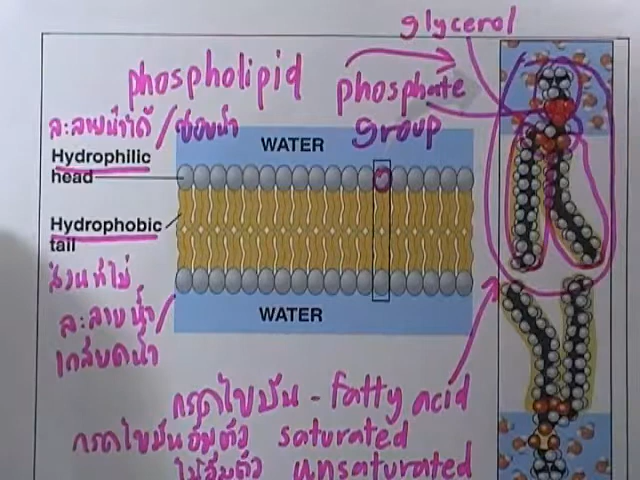 glycerol
phospholipid
phosphate
group
ละลายน้ำได้ / ชอบน้ำ
WATER
Hydrophilic
head
Hydrophobic
tail
ส่วนที่ไม่
ละลายน้ำ/
เกลียดน้ำ
WATER
กรดไขมัน - fatty acid
กรดไขมันอิ่มตัว saturated
ไม่อิ่มตัว unsaturated